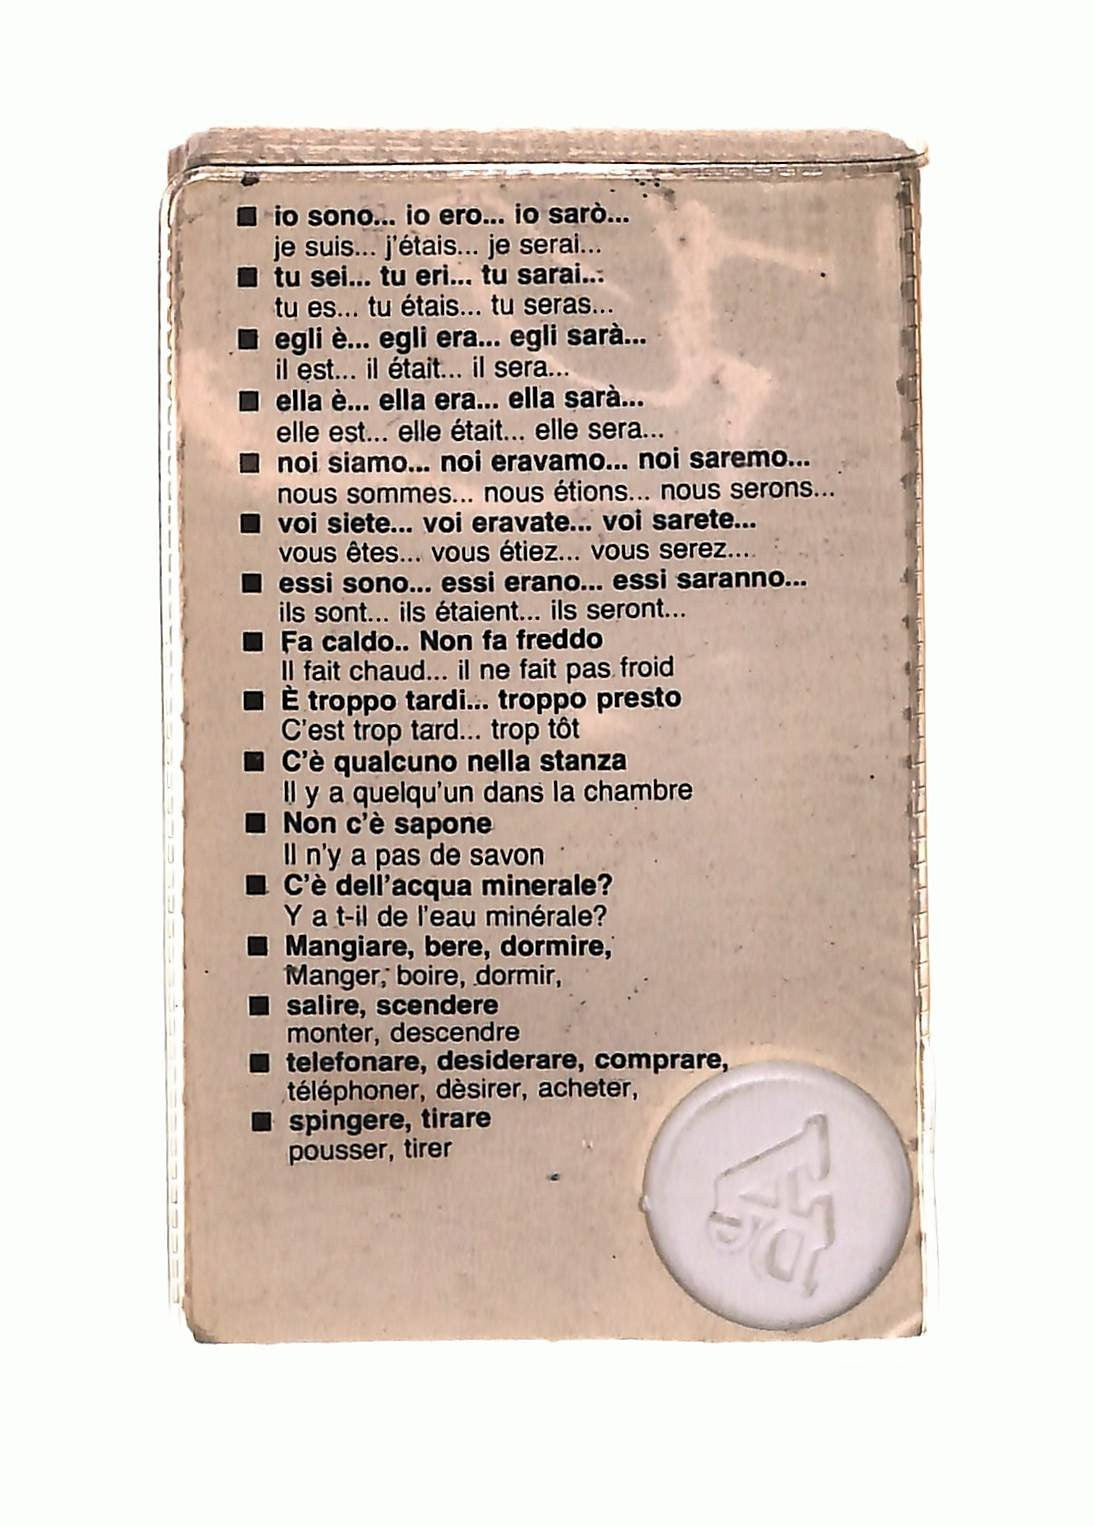 ■ io sono... io ero... io sarò...
je suis... j'étais... je serai...
■ tu sei... tu eri... tu sarai...
tu es... tu étais... tu seras...
■ egli è... egli era... egli sarà...
il est... il était... il sera...
■ ella è... ella era... ella sarà...
elle est... elle était... elle sera...
■ noi siamo... noi eravamo... noi saremo...
nous sommes... nous étions... nous serons...
■ voi siete... voi eravate... voi sarete...
vous êtes... vous étiez... vous serez...
■ essi sono... essi erano... essi saranno...
ils sont... ils étaient... ils seront...
■ Fa caldo.. Non fa freddo
Il fait chaud... il ne fait pas froid
■ È troppo tardi... troppo presto
C'est trop tard... trop tôt
■ C'è qualcuno nella stanza
Il y a quelqu'un dans la chambre
■ Non c'è sapone
Il n'y a pas de savon
■ C'è dell'acqua minerale?
Y a t-il de l'eau minérale?
■ Mangiare, bere, dormire,
Manger, boire, dormir,
■ salire, scendere
monter, descendre
■ telefonare, desiderare, comprare,
téléphoner, dèsirer, acheter,
■ spingere, tirare
pousser, tirer